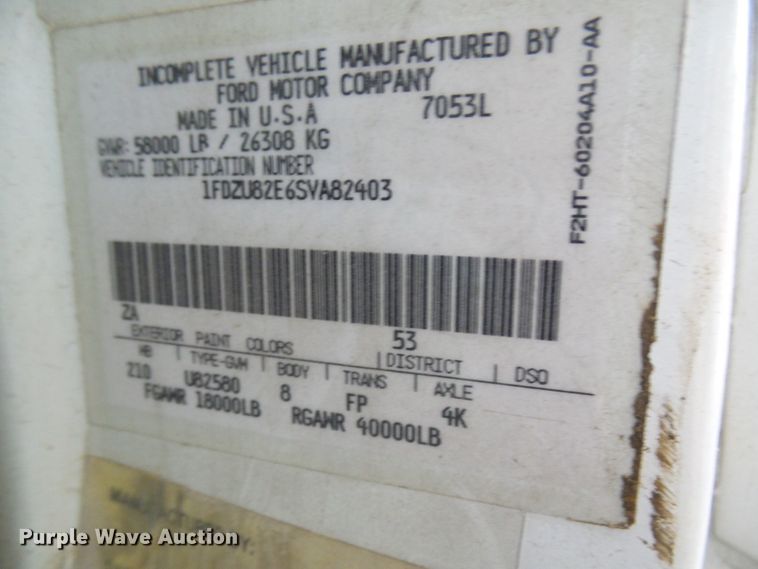 INCOMPLETE VEHICLE MANUFACTURED BY
FORD MOTOR COMPANY
MADE IN U.S.A 7053L
GVWR: 58000 LB / 26308 KG
VEHICLE IDENTIFICATION NUMBER
1FDZU82E6SVA82403
F2HT-60204A10-AA
ZA 53
EXTERIOR PAINT COLORS DISTRICT DSO
WB TYPE-GVW BODY TRANS AXLE
210 U82580 8 FP 4K
FGAWR 18000LB RGAWR 40000LB
Purple Wave Auction